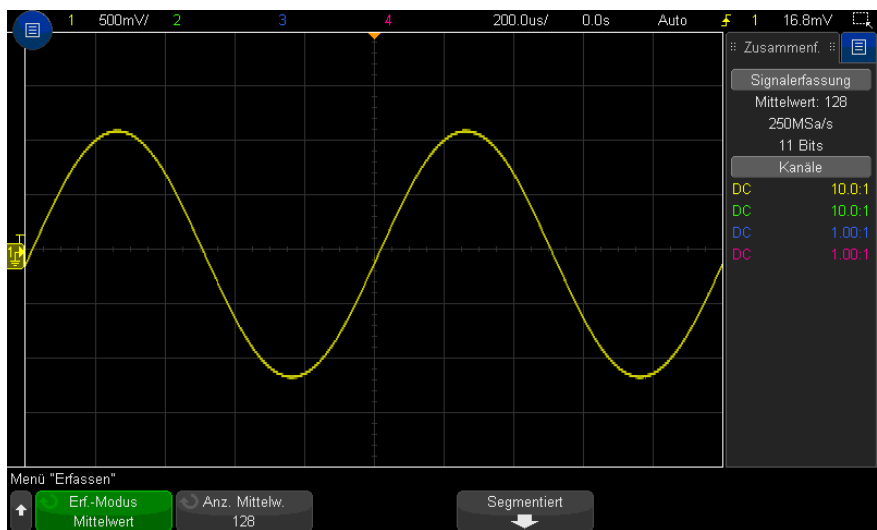 1 500mV/ 2 3 4 200.0us/ 0.0s Auto 1 16.8mV
Zusammenf.
Signalerfassung
Mittelwert: 128
250MSa/s
11 Bits
Kanäle
DC 10.0:1
DC 10.0:1
DC 1.00:1
DC 1.00:1
T
1
Menü "Erfassen"
Erf.-Modus
Mittelwert
Anz. Mittelw.
128
Segmentiert